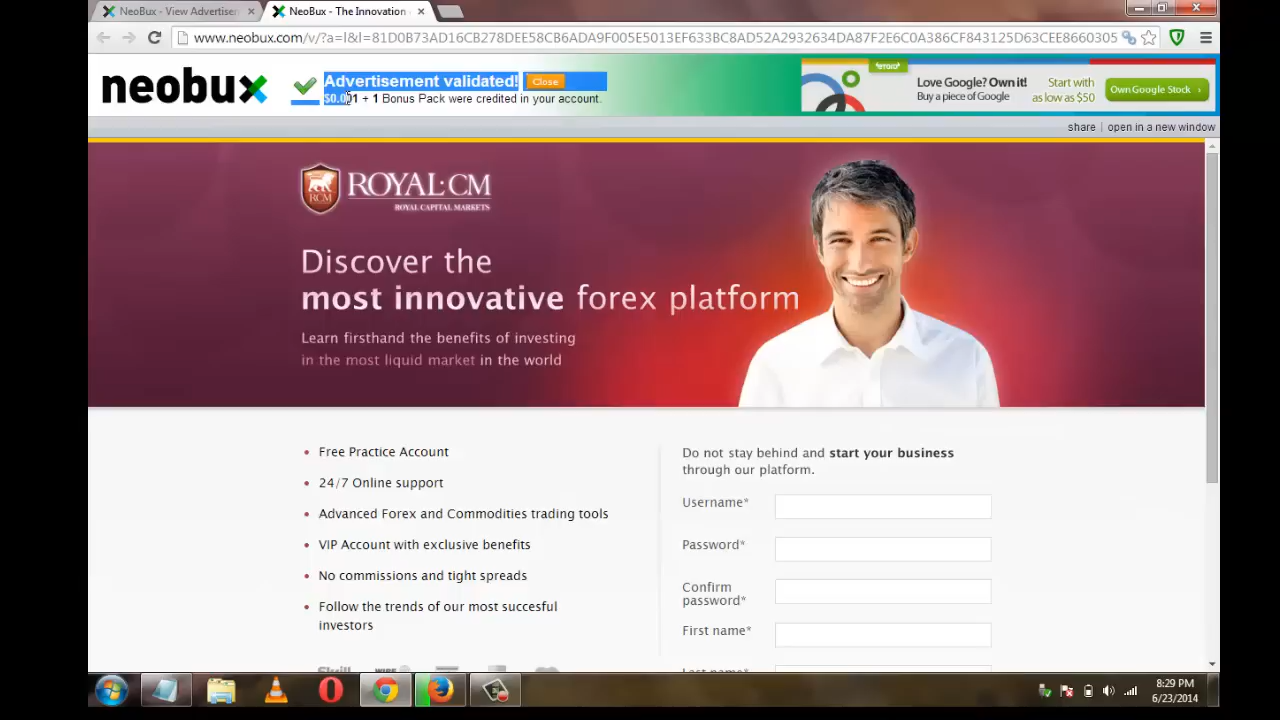 NeoBux - View Advertise
NeoBux - The Innovation
www.neobux.com/v/?a=l&l=81D0B73AD16CB278DEE58CB6ADA9F005E5013EF633BC8AD52A2932634DA87F2E6C0A386CF843125D63CEE8660305
neobux
Advertisement validated!
Close
$0.001 + 1 Bonus Pack were credited in your account.
eToro
Love Google? Own it!
Buy a piece of Google
Start with
as low as $50
Own Google Stock ›
share | open in a new window
RCM
ROYAL·CM
ROYAL CAPITAL MARKETS
Discover the
most innovative forex platform
Learn firsthand the benefits of investing
in the most liquid market in the world
Free Practice Account
24/7 Online support
Advanced Forex and Commodities trading tools
VIP Account with exclusive benefits
No commissions and tight spreads
Follow the trends of our most succesful
investors
Skrill
Do not stay behind and start your business
through our platform.
Username*
Password*
Confirm
password*
First name*
Last name*
8:29 PM
6/23/2014